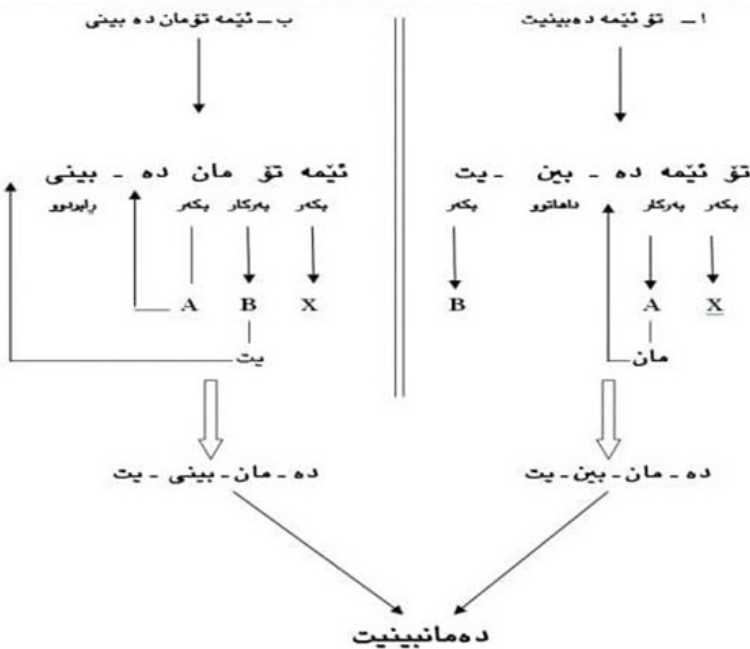 ا – تۆ ئێمە دەبینیت
ب – ئێمە تۆمان دە بینی
تۆ ئێمە دە - بین - یت
ئێمە تۆ مان دە - بینی
بکەر بەرکار داهاتوو بکەر
بکەر بەرکار بکەر ڕابردوو
X A B
X B A
مان
یت
دە - مان - بین - یت
دە - مان - بینی - یت
دەمانبینیت